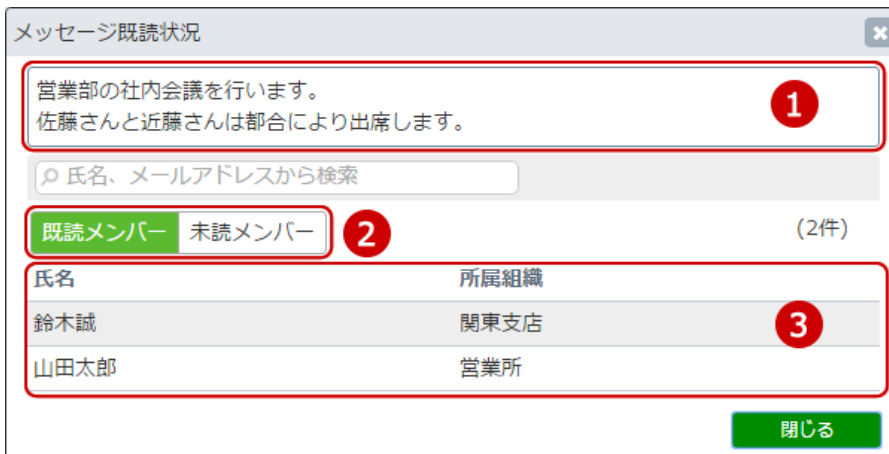 メッセージ既読状況
営業部の社内会議を行います。
佐藤さんと近藤さんは都合により出席します。
1
氏名、メールアドレスから検索
既読メンバー 未読メンバー 2 (2件)
氏名 所属組織
鈴木誠 関東支店 3
山田太郎 営業所
閉じる